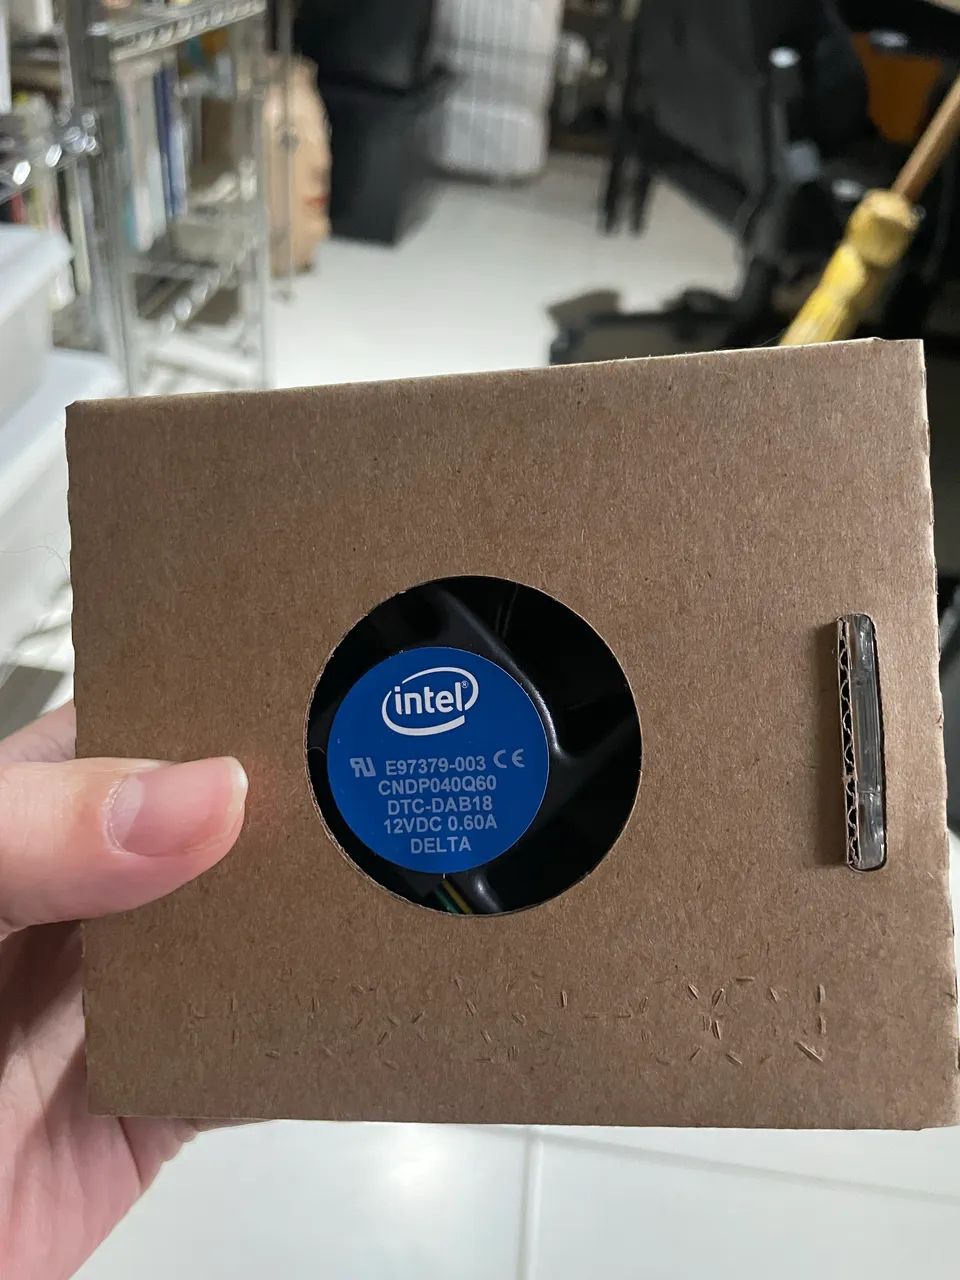 intel®
E97379-003 CE
CNDP040Q60
DTC-DAB18
12VDC 0.60A
DELTA